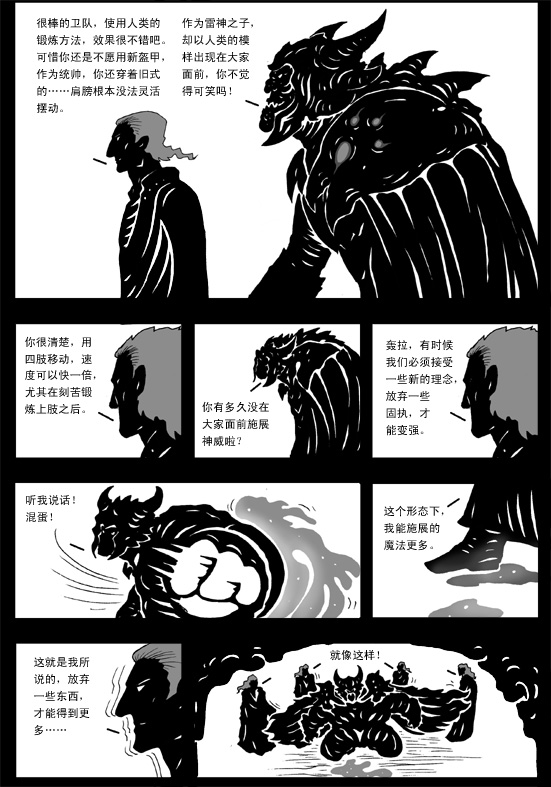 很棒的卫队，使用人类的
锻炼方法，效果很不错吧。
可惜你还是不愿用新盔甲，
作为统帅，你还穿着旧式
的……肩膀根本没法灵活
摆动。
作为雷神之子，
却以人类的模
样出现在大家
面前，你不觉
得可笑吗！
你很清楚，用
四肢移动，速
度可以快一倍，
尤其在刻苦锻
炼上肢之后。
你有多久没在
大家面前施展
神威啦？
轰拉，有时候
我们必须接受
一些新的理念，
放弃一些
固执，才
能变强。
听我说话！
混蛋！
这个形态下，
我能施展的
魔法更多。
这就是我所
说的，放弃
一些东西，
才能得到更
多……
就像这样！